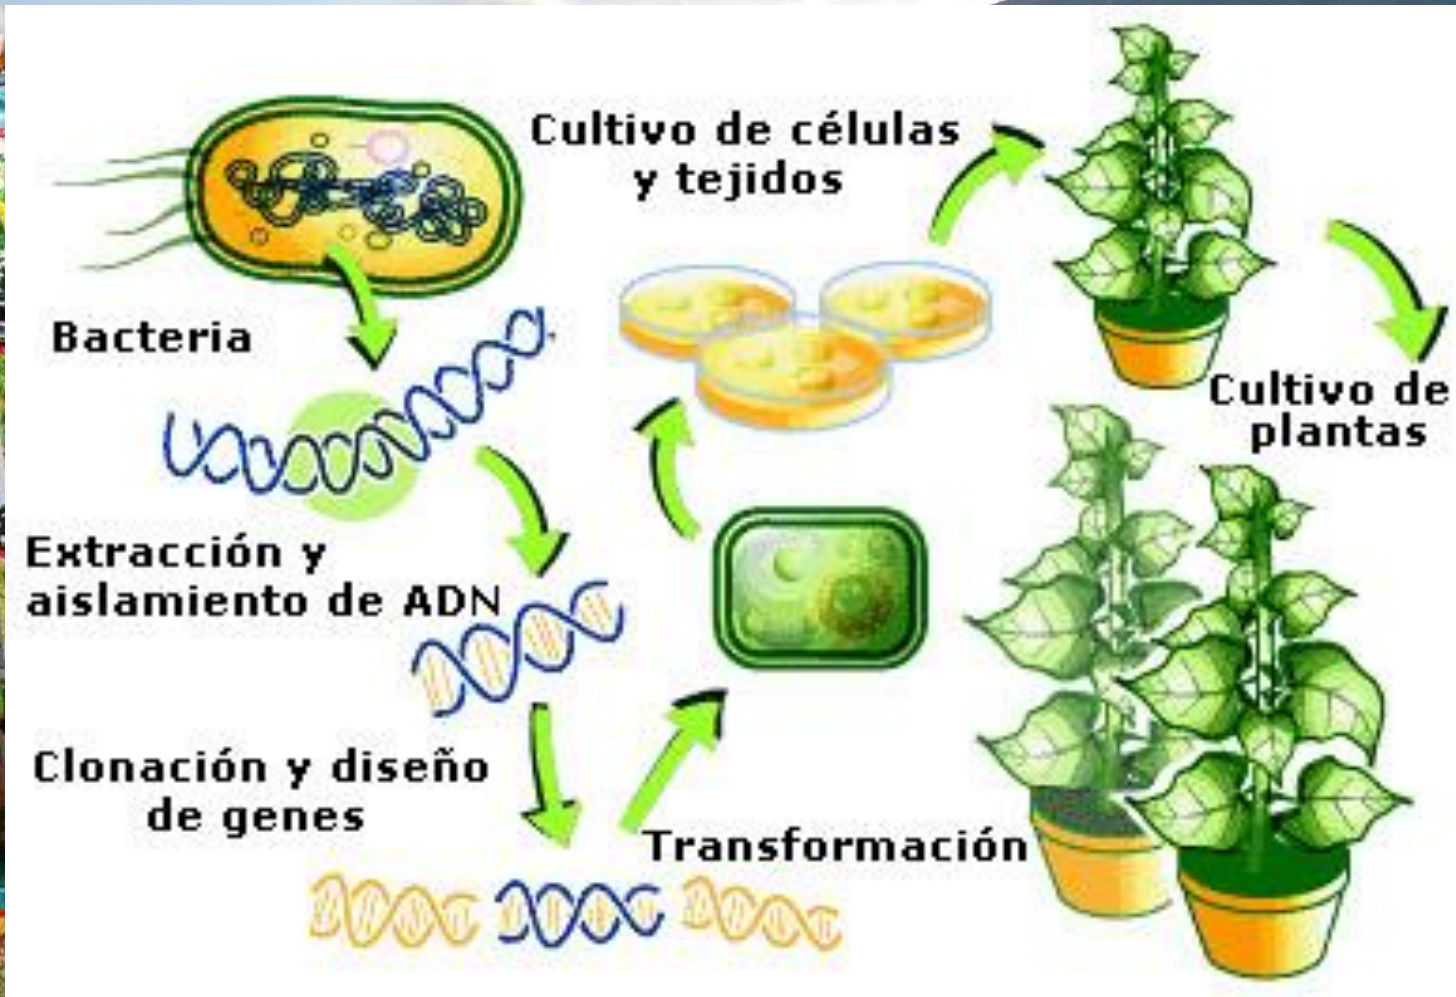 Bacteria
Extracción y
aislamiento de ADN
Clonación y diseño
de genes
Transformación
Cultivo de células
y tejidos
Cultivo de
plantas